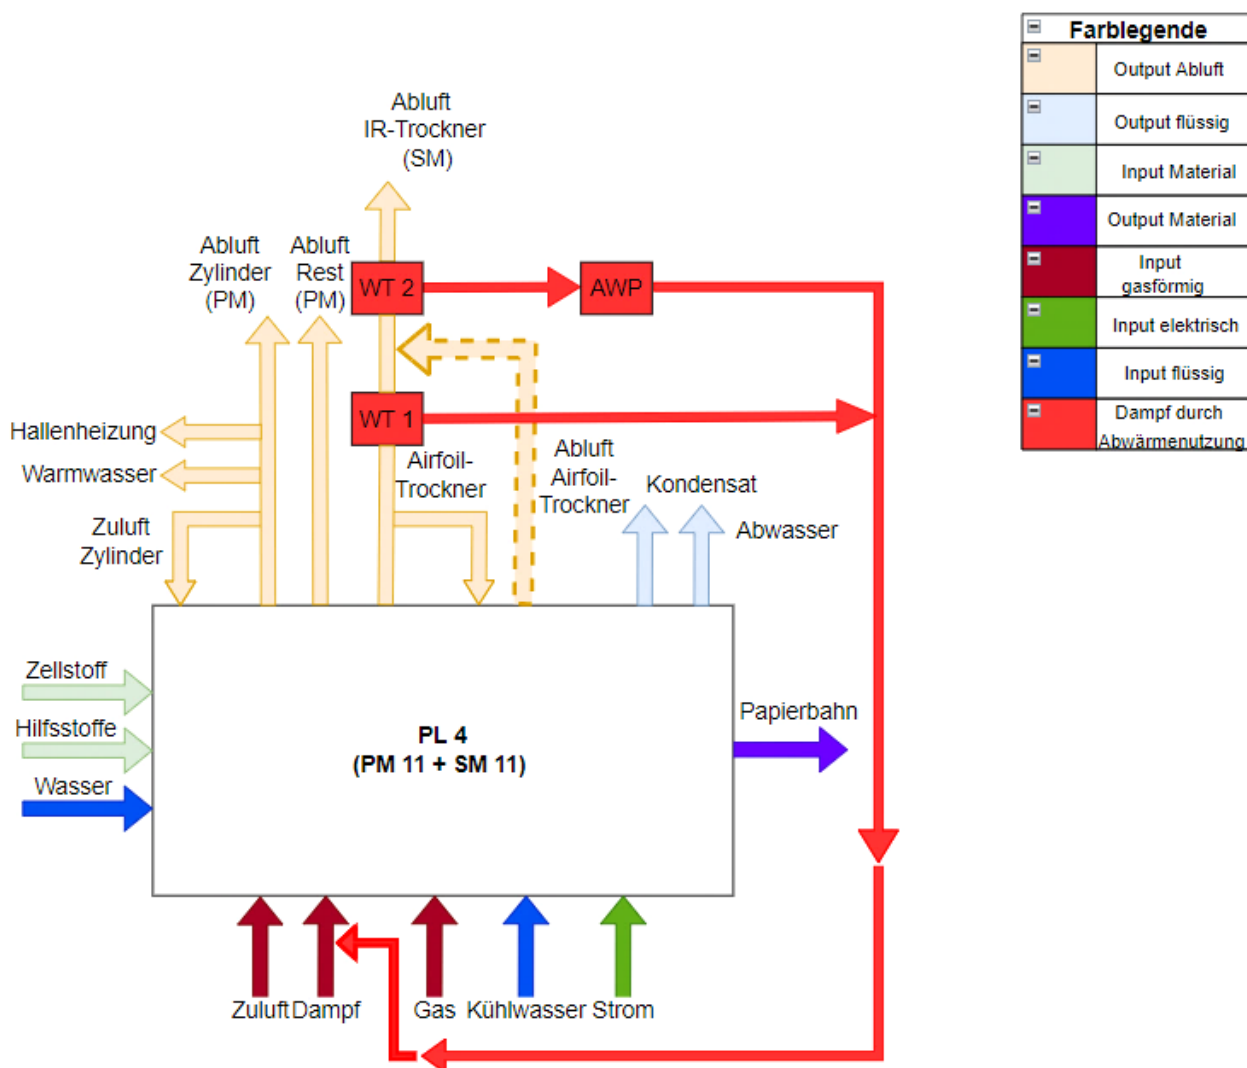 Farblegende
Output Abluft
Output flüssig
Input Material
Output Material
Input
gasförmig
Input elektrisch
Input flüssig
Dampf durch
Abwärmenutzung
Abluft
IR-Trockner
(SM)
Abluft
Zylinder
(PM)
Abluft
Rest
(PM)
WT 2
AWP
WT 1
Hallenheizung
Warmwasser
Zuluft
Zylinder
Airfoil-
Trockner
Abluft
Airfoil-
Trockner
Kondensat
Abwasser
Zellstoff
Hilfsstoffe
Wasser
PL 4
(PM 11 + SM 11)
Papierbahn
Zuluft
Dampf
Gas
Kühlwasser
Strom